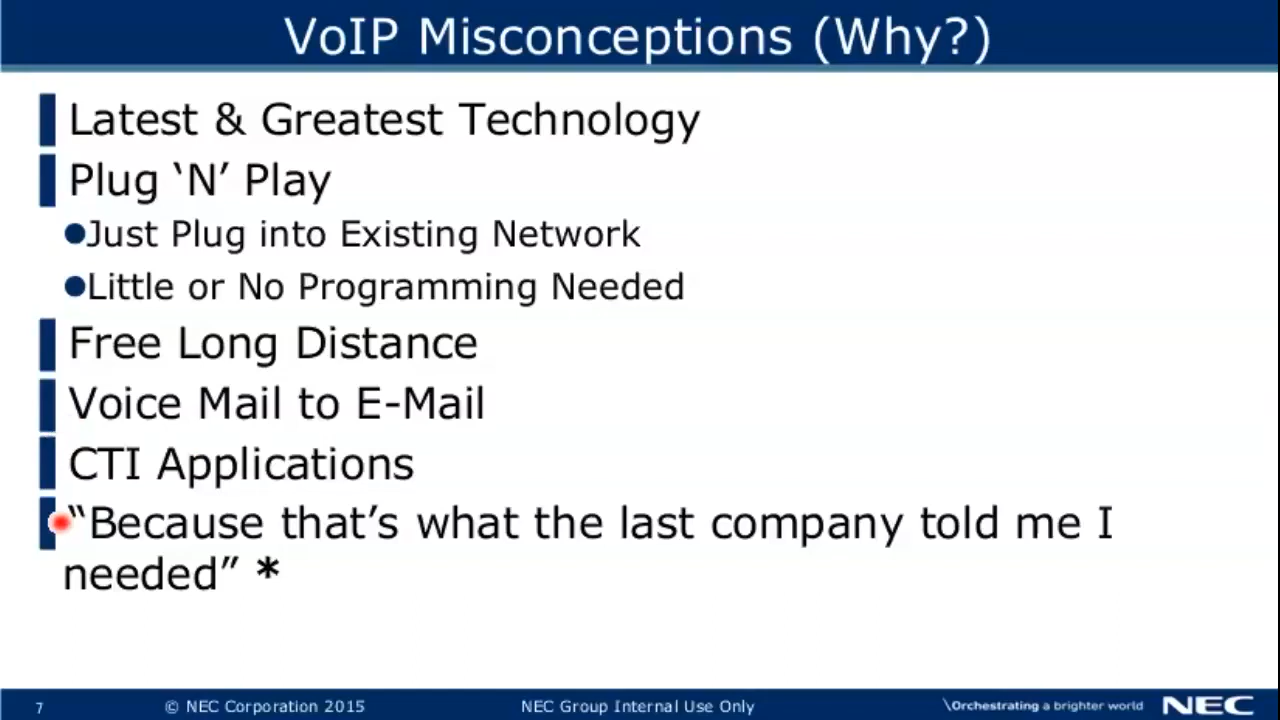 VoIP Misconceptions (Why?)
Latest & Greatest Technology
Plug ‘N’ Play
Just Plug into Existing Network
Little or No Programming Needed
Free Long Distance
Voice Mail to E-Mail
CTI Applications
“Because that’s what the last company told me I
needed” *
7 © NEC Corporation 2015 NEC Group Internal Use Only \Orchestrating a brighter world NEC